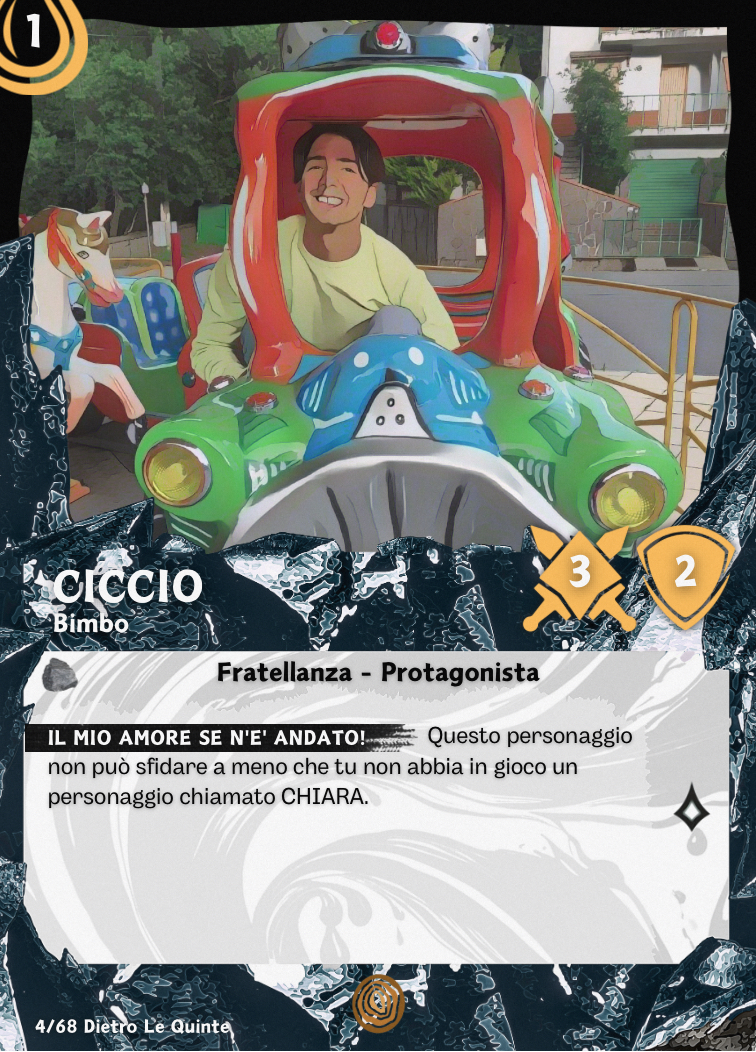 1
CICCIO
Bimbo
3
2
Fratellanza - Protagonista
IL MIO AMORE SE N'E' ANDATO! Questo personaggio
non può sfidare a meno che tu non abbia in gioco un
personaggio chiamato CHIARA.
4/68 Dietro Le Quinte